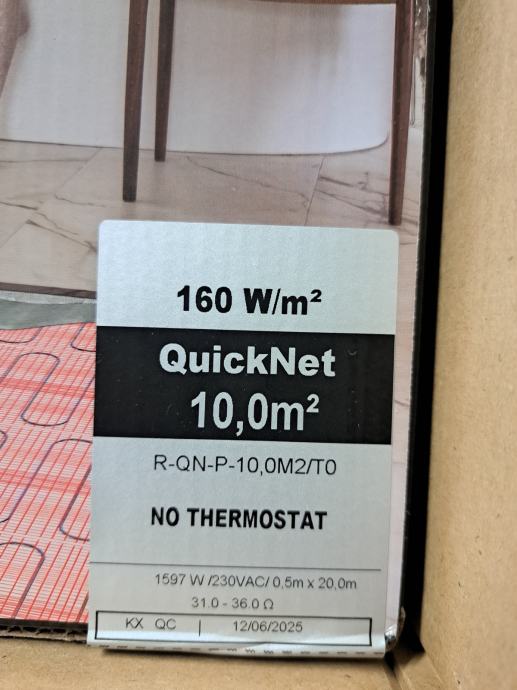 160 W/m²
QuickNet
10,0m²
R-QN-P-10,0M2/T0
NO THERMOSTAT
1597 W /230VAC/ 0,5m x 20,0m
31.0 - 36.0 Ω
KX QC | 12/06/2025